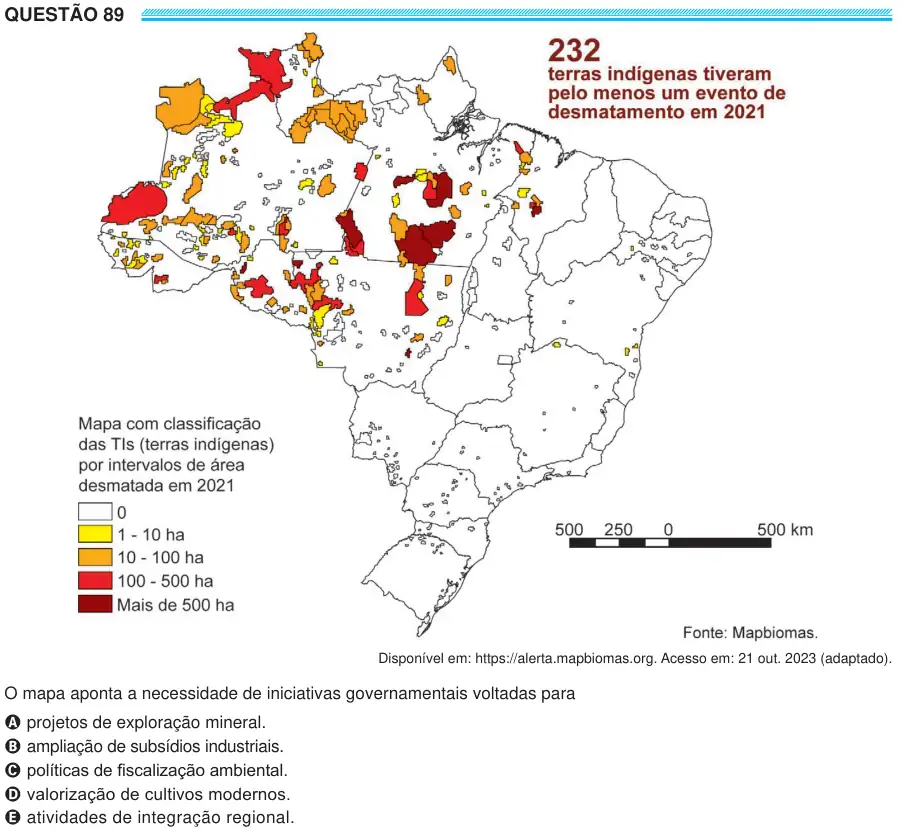 QUESTÃO 89
232
terras indígenas tiveram
pelo menos um evento de
desmatamento em 2021
Mapa com classificação
das TIs (terras indígenas)
por intervalos de área
desmatada em 2021
0
1 - 10 ha
10 - 100 ha
100 - 500 ha
Mais de 500 ha
500 250 0 500 km
Fonte: Mapbiomas.
Disponível em: https://alerta.mapbiomas.org. Acesso em: 21 out. 2023 (adaptado).
O mapa aponta a necessidade de iniciativas governamentais voltadas para
A projetos de exploração mineral.
B ampliação de subsídios industriais.
C políticas de fiscalização ambiental.
D valorização de cultivos modernos.
E atividades de integração regional.